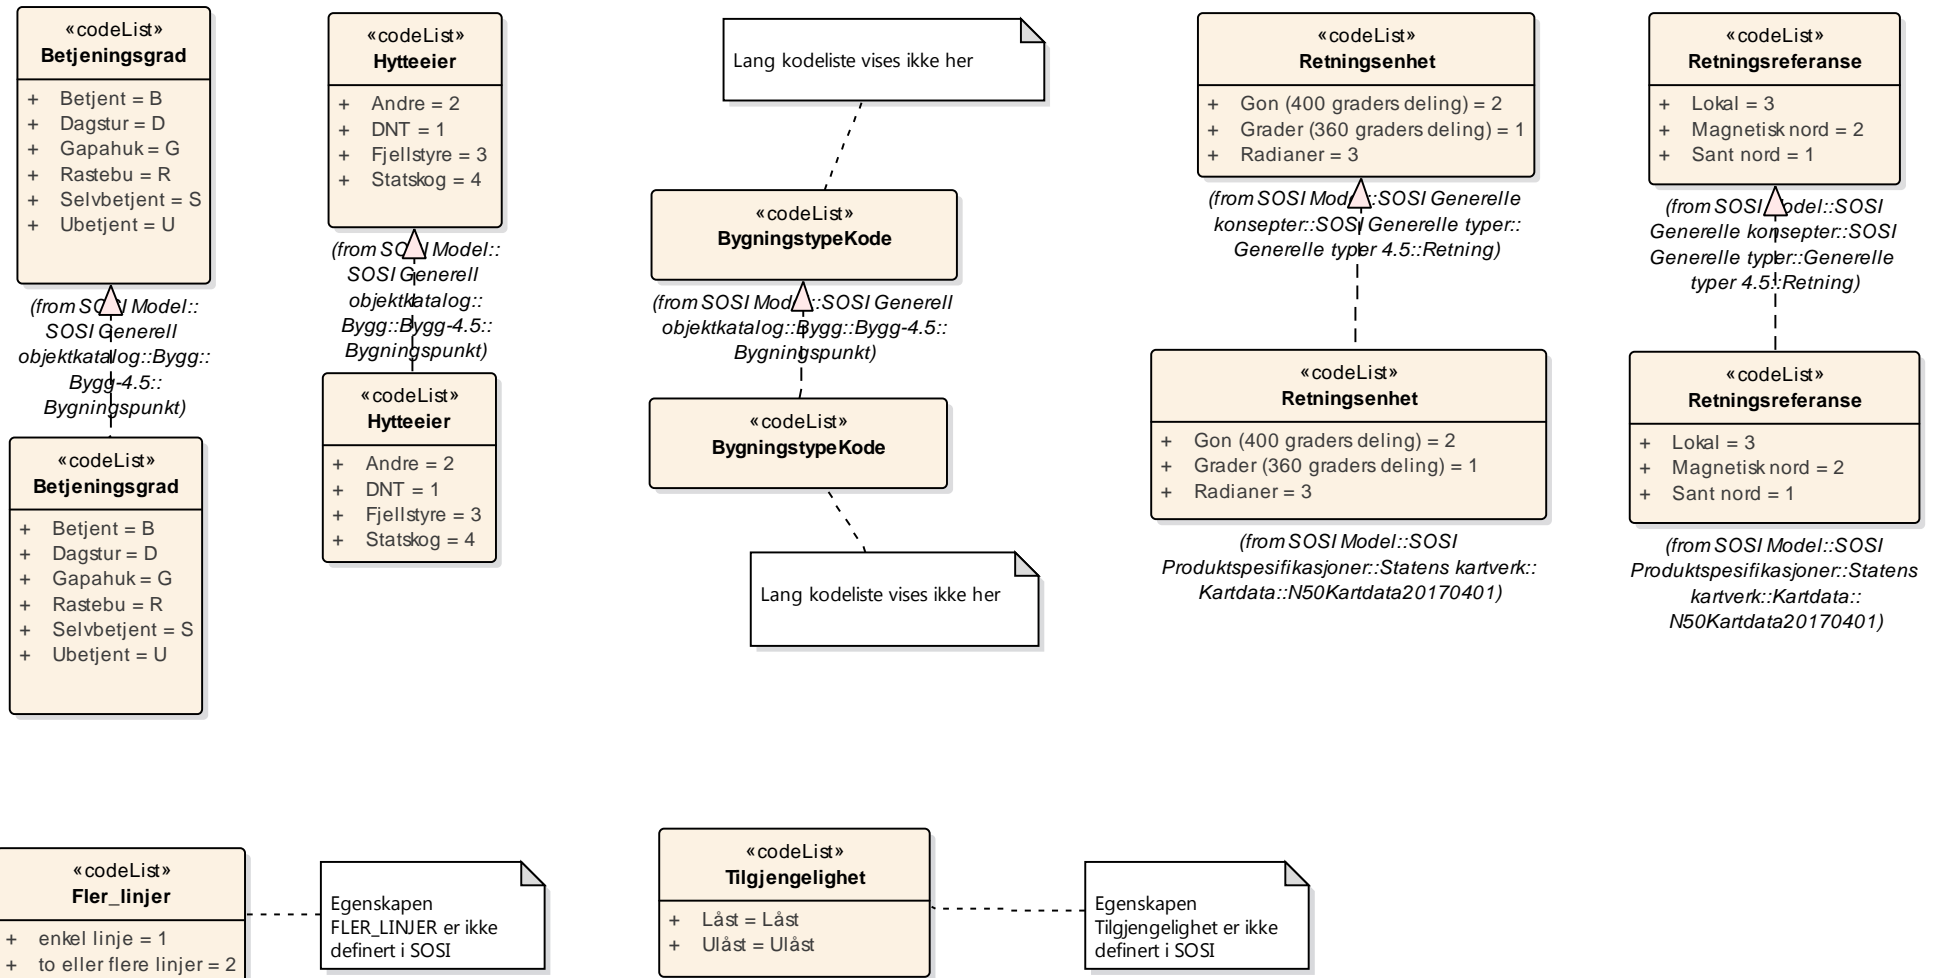 «codeList»
Betjeningsgrad
+ Betjent = B
+ Dagstur = D
+ Gapahuk = G
+ Rastebu = R
+ Selvbetjent = S
+ Ubetjent = U
(from SOSI Model::
SOSI Generell
objektkatalog::Bygg::
Bygg-4.5::
Bygningspunkt)
«codeList»
Betjeningsgrad
+ Betjent = B
+ Dagstur = D
+ Gapahuk = G
+ Rastebu = R
+ Selvbetjent = S
+ Ubetjent = U
«codeList»
Hytteeier
+ Andre = 2
+ DNT = 1
+ Fjellstyre = 3
+ Statskog = 4
(from SOSI Model::
SOSI Generell
objektkatalog::
Bygg::Bygg-4.5::
Bygningspunkt)
«codeList»
Hytteeier
+ Andre = 2
+ DNT = 1
+ Fjellstyre = 3
+ Statskog = 4
Lang kodeliste vises ikke her
«codeList»
BygningstypeKode
(from SOSI Model::SOSI Generell
objektkatalog::Bygg::Bygg-4.5::
Bygningspunkt)
«codeList»
BygningstypeKode
Lang kodeliste vises ikke her
«codeList»
Retningsenhet
+ Gon (400 graders deling) = 2
+ Grader (360 graders deling) = 1
+ Radianer = 3
(from SOSI Model::SOSI Generelle
konsepter::SOSI Generelle typer::
Generelle typer 4.5::Retning)
«codeList»
Retningsenhet
+ Gon (400 graders deling) = 2
+ Grader (360 graders deling) = 1
+ Radianer = 3
(from SOSI Model::SOSI
Produktspesifikasjoner::Statens kartverk::
Kartdata::N50Kartdata20170401)
«codeList»
Retningsreferanse
+ Lokal = 3
+ Magnetisk nord = 2
+ Sant nord = 1
(from SOSI Model::SOSI
Generelle konsepter::SOSI
Generelle typer::Generelle
typer 4.5::Retning)
«codeList»
Retningsreferanse
+ Lokal = 3
+ Magnetisk nord = 2
+ Sant nord = 1
(from SOSI Model::SOSI
Produktspesifikasjoner::Statens
kartverk::Kartdata::
N50Kartdata20170401)
«codeList»
Fler_linjer
+ enkel linje = 1
+ to eller flere linjer = 2
Egenskapen
FLER_LINJER er ikke
definert i SOSI
«codeList»
Tilgjengelighet
+ Låst = Låst
+ Ulåst = Ulåst
Egenskapen
Tilgjengelighet er ikke
definert i SOSI